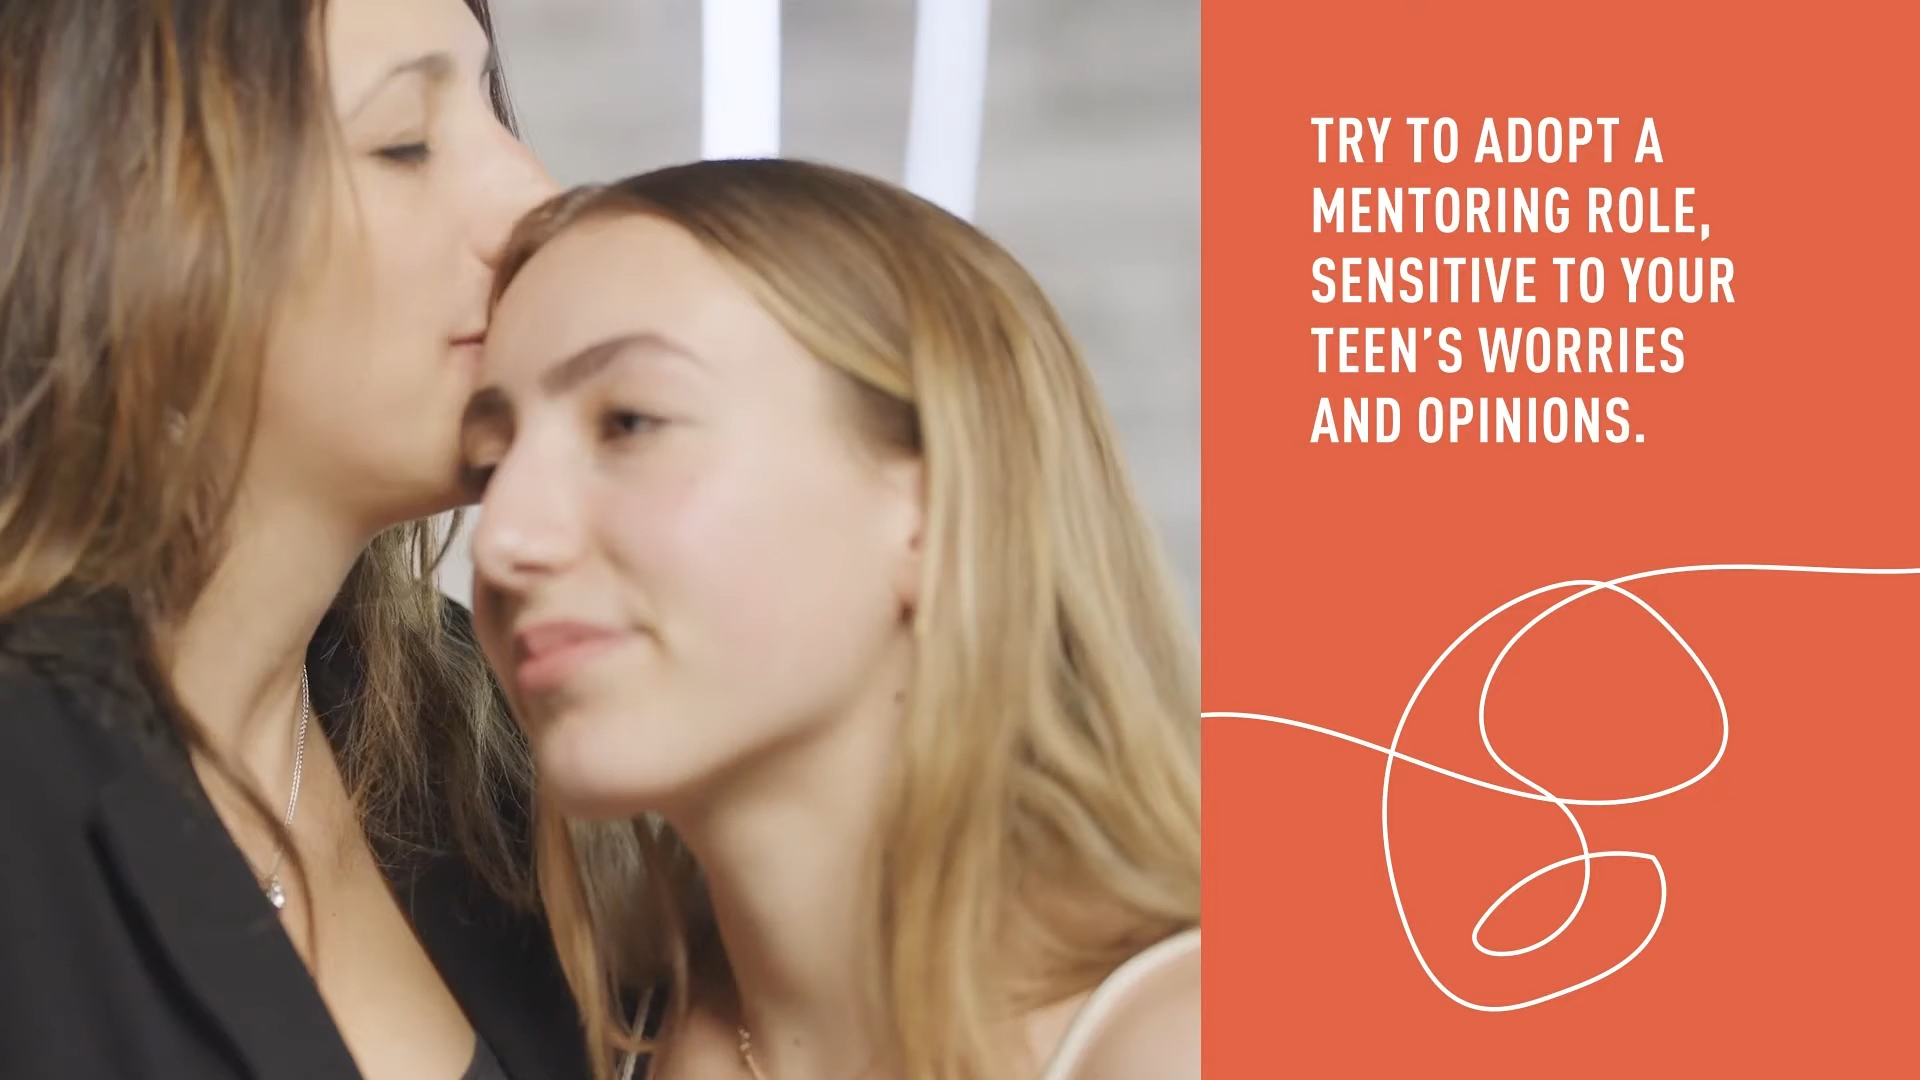 TRY TO ADOPT A
MENTORING ROLE,
SENSITIVE TO YOUR
TEEN’S WORRIES
AND OPINIONS.